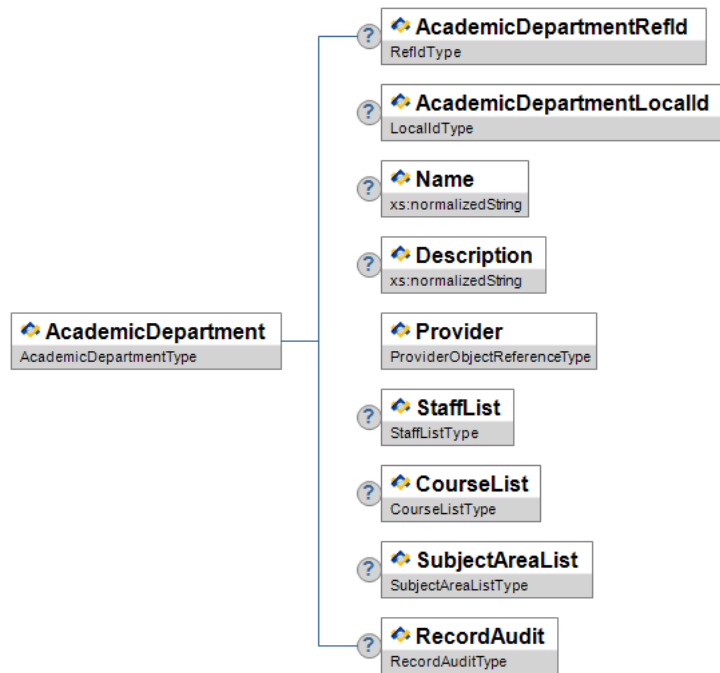 ?
AcademicDepartmentRefId
RefIdType
?
AcademicDepartmentLocalId
LocalIdType
?
Name
xs:normalizedString
?
Description
xs:normalizedString
AcademicDepartment
AcademicDepartmentType
Provider
ProviderObjectReferenceType
?
StaffList
StaffListType
?
CourseList
CourseListType
?
SubjectAreaList
SubjectAreaListType
?
RecordAudit
RecordAuditType